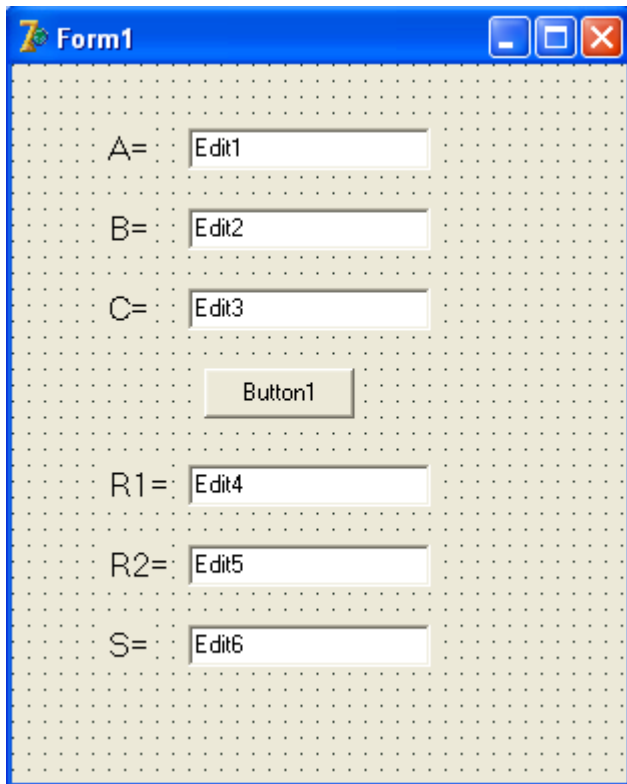 Form1
A= Edit1
B= Edit2
C= Edit3
Button1
R1= Edit4
R2= Edit5
S= Edit6